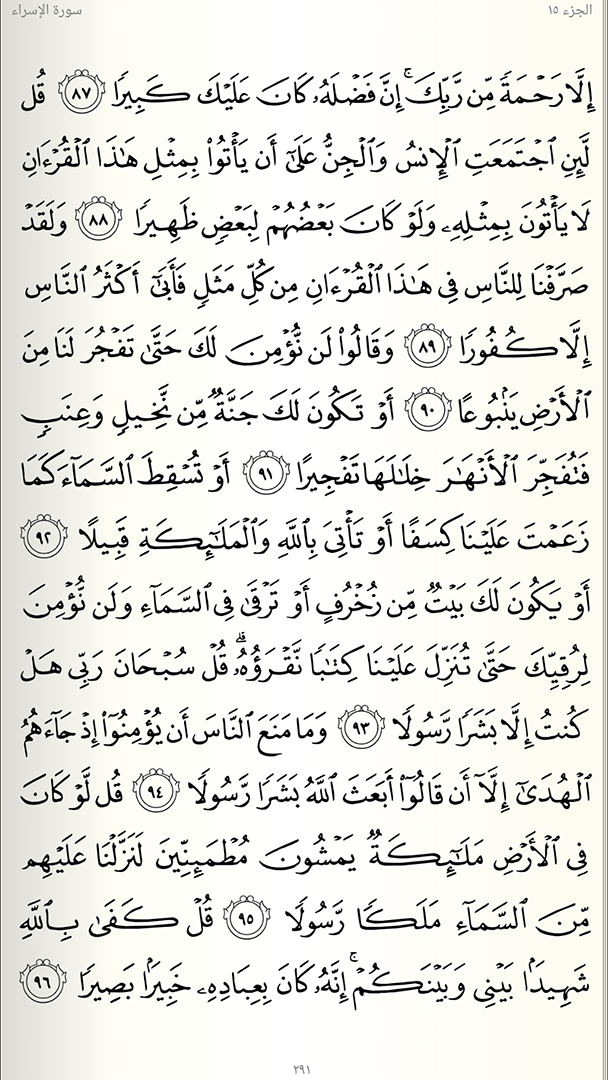 سورة الإسراء
الجزء ١٥
إِلَّا رَحْمَةً مِّن رَّبِّكَ ۚ إِنَّ فَضْلَهُۥ كَانَ عَلَيْكَ كَبِيرًا ٨٧ قُل
لَّئِنِ ٱجْتَمَعَتِ ٱلْإِنسُ وَٱلْجِنُّ عَلَىٰٓ أَن يَأْتُوا۟ بِمِثْلِ هَٰذَا ٱلْقُرْءَانِ
لَا يَأْتُونَ بِمِثْلِهِۦ وَلَوْ كَانَ بَعْضُهُمْ لِبَعْضٍ ظَهِيرًا ٨٨ وَلَقَدْ
صَرَّفْنَا لِلنَّاسِ فِى هَٰذَا ٱلْقُرْءَانِ مِن كُلِّ مَثَلٍ فَأَبَىٰٓ أَكْثَرُ ٱلنَّاسِ
إِلَّا كُفُورًا ٨٩ وَقَالُوا۟ لَن نُّؤْمِنَ لَكَ حَتَّىٰ تَفْجُرَ لَنَا مِنَ
ٱلْأَرْضِ يَنۢبُوعًا ٩٠ أَوْ تَكُونَ لَكَ جَنَّةٌ مِّن نَّخِيلٍ وَعِنَبٍ
فَتُفَجِّرَ ٱلْأَنْهَٰرَ خِلَٰلَهَا تَفْجِيرًا ٩١ أَوْ تُسْقِطَ ٱلسَّمَآءَ كَمَا
زَعَمْتَ عَلَيْنَا كِسَفًا أَوْ تَأْتِىَ بِٱللَّهِ وَٱلْمَلَٰٓئِكَةِ قَبِيلًا ٩٢
أَوْ يَكُونَ لَكَ بَيْتٌ مِّن زُخْرُفٍ أَوْ تَرْقَىٰ فِى ٱلسَّمَآءِ وَلَن نُّؤْمِنَ
لِرُقِيِّكَ حَتَّىٰ تُنَزِّلَ عَلَيْنَا كِتَٰبًا نَّقْرَؤُهُۥ ۗ قُلْ سُبْحَانَ رَبِّى هَلْ
كُنتُ إِلَّا بَشَرًا رَّسُولًا ٩٣ وَمَا مَنَعَ ٱلنَّاسَ أَن يُؤْمِنُوٓا۟ إِذْ جَآءَهُمُ
ٱلْهُدَىٰٓ إِلَّآ أَن قَالُوٓا۟ أَبَعَثَ ٱللَّهُ بَشَرًا رَّسُولًا ٩٤ قُل لَّوْ كَانَ
فِى ٱلْأَرْضِ مَلَٰٓئِكَةٌ يَمْشُونَ مُطْمَئِنِّينَ لَنَزَّلْنَا عَلَيْهِم
مِّنَ ٱلسَّمَآءِ مَلَكًا رَّسُولًا ٩٥ قُلْ كَفَىٰ بِٱللَّهِ
شَهِيدًۢا بَيْنِى وَبَيْنَكُمْ ۚ إِنَّهُۥ كَانَ بِعِبَادِهِۦ خَبِيرًۢا بَصِيرًا ٩٦
٢٩١